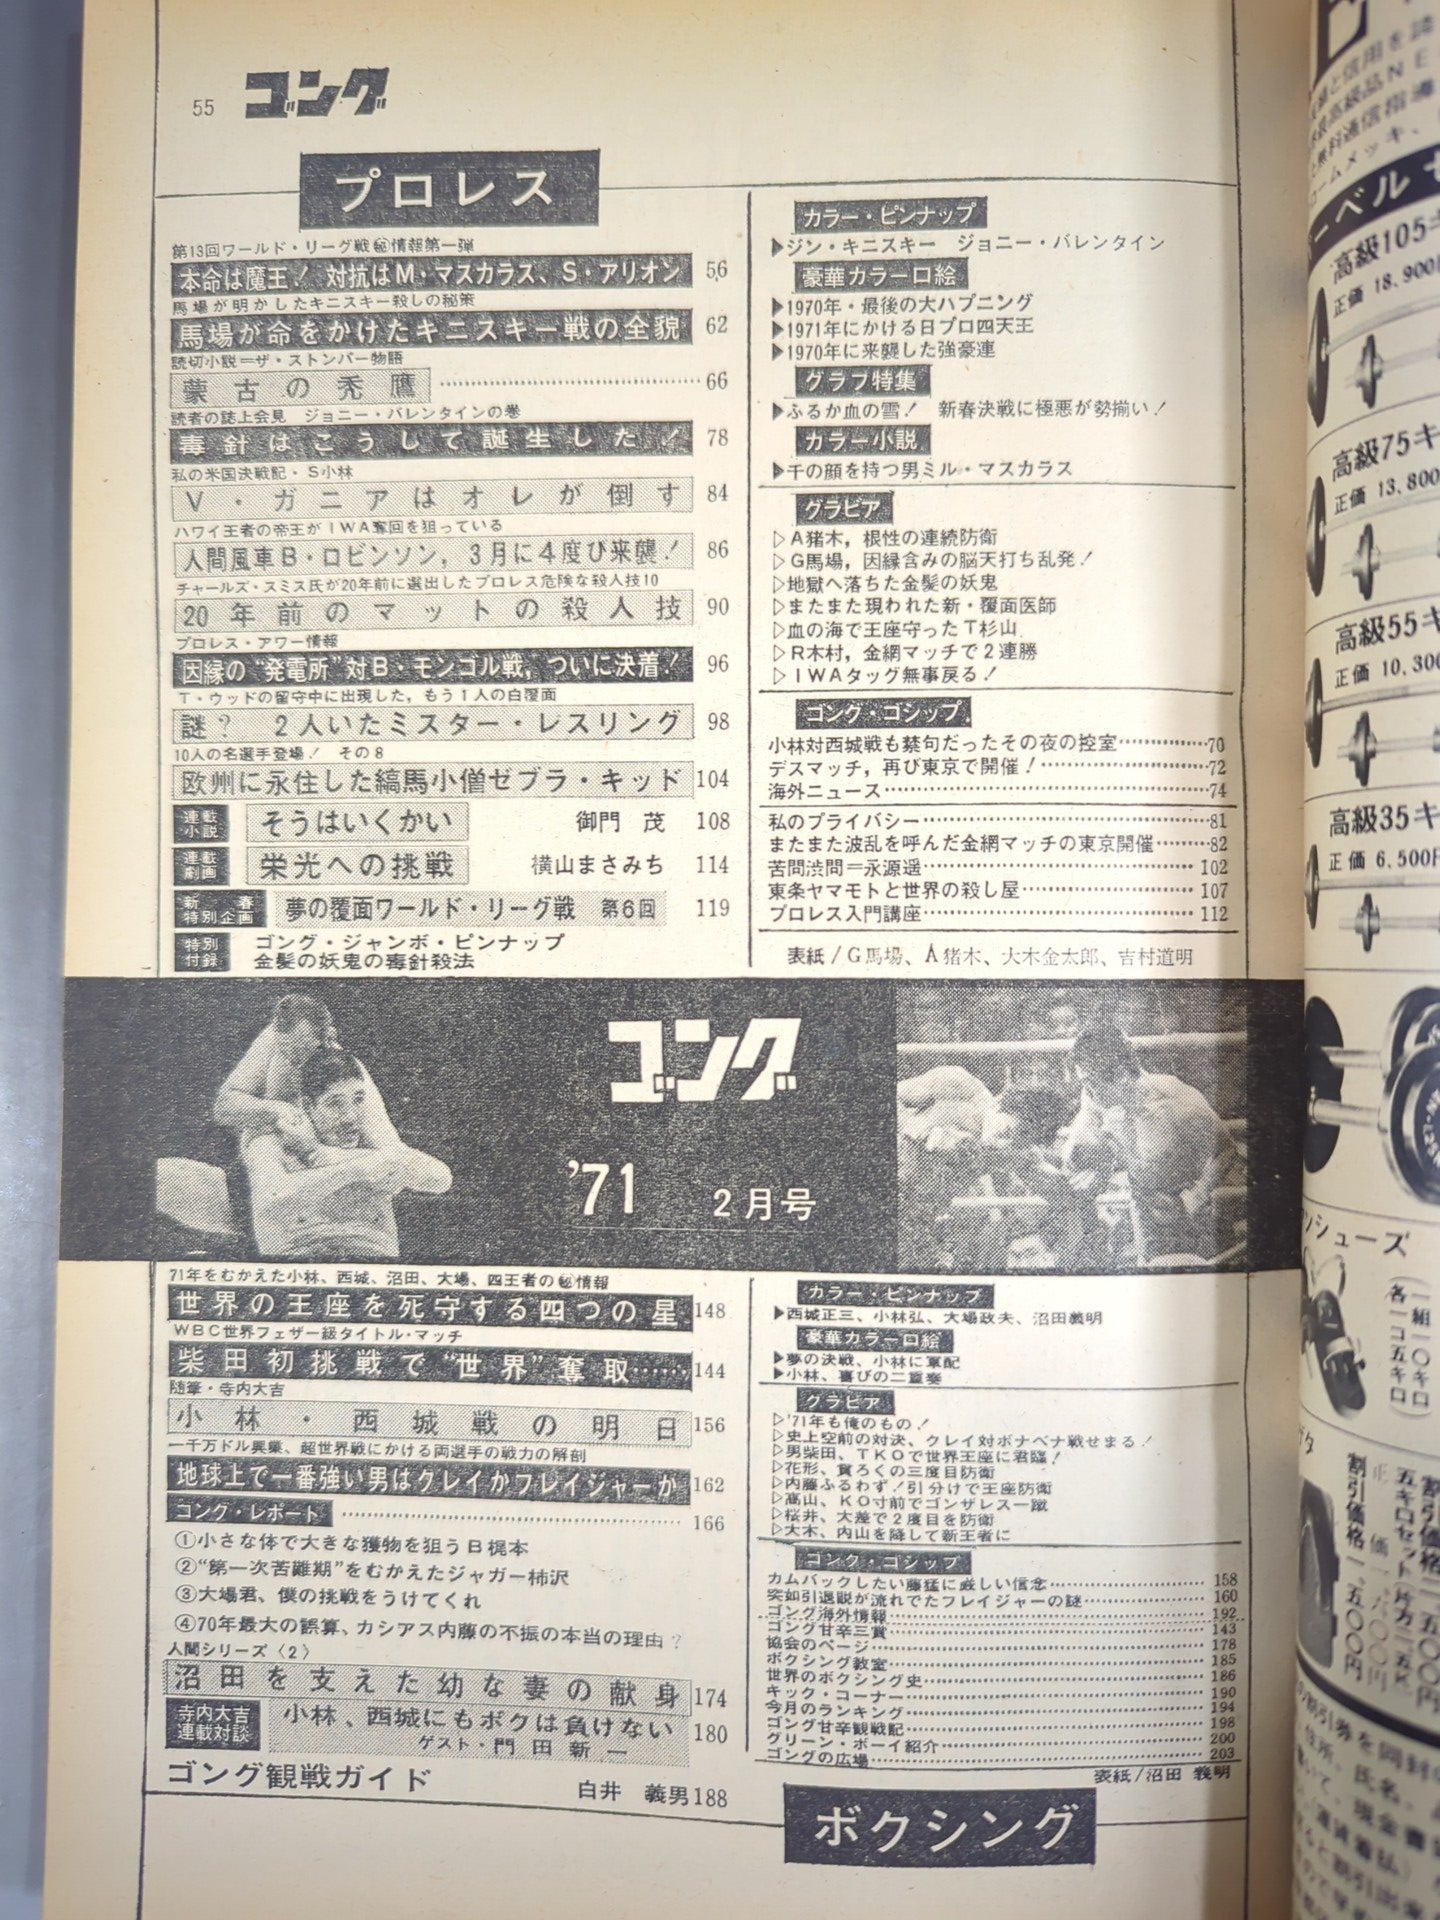 55 ゴング
プロレス
第13回ワールド・リーグ戦㊙情報第一弾
本命は魔王！ 対抗はM・マスカラス、S・アリオン 56
馬場が明かしたキニスキー殺しの秘策
馬場が命をかけたキニスキー戦の全貌 62
読切小説＝ザ・ストンパー物語
蒙古の禿鷹 66
読者の誌上会見 ジョニー・バレンタインの巻
毒針はこうして誕生した！ 78
私の米国決戦記・S小林
V・ガニアはオレが倒す 84
ハワイ王者の帝王がIWA奪回を狙っている
人間風車B・ロビンソン，3月に4度び来襲！ 86
チャールズ・スミス氏が20年前に選出したプロレス危険な殺人技10
20年前のマットの殺人技 90
プロレス・アワー情報
因縁の“発電所”対B・モンゴル戦，ついに決着！ 96
T・ウッドの留守中に出現した，もう1人の白覆面
謎？ 2人いたミスター・レスリング 98
10人の名選手登場！ その8
欧州に永住した縞馬小僧ゼブラ・キッド 104
連載小説 そうはいくかい 御門 茂 108
連載劇画 栄光への挑戦 横山まさみち 114
新春特別企画 夢の覆面ワールド・リーグ戦 第6回 119
特別付録 ゴング・ジャンボ・ピンナップ
金髪の妖鬼の毒針殺法
カラー・ピンナップ
▶ジン・キニスキー ジョニー・バレンタイン
豪華カラー口絵
▶1970年・最後の大ハプニング
▶1971年にかける日プロ四天王
▶1970年に来襲した強豪連
グラフ特集
▶ふるか血の雪！ 新春決戦に極悪が勢揃い！
カラー小説
▶千の顔を持つ男ミル・マスカラス
グラビア
▷A猪木，根性の連続防衛
▷G馬場，因縁含みの脳天打ち乱発！
▷地獄へ落ちた金髪の妖鬼
▷またまた現われた新・覆面医師
▷血の海で王座守ったT杉山
▷R木村，金網マッチで2連勝
▷IWAタッグ無事戻る！
ゴング・ゴシップ
小林対西城戦も禁句だったその夜の控室 70
デスマッチ，再び東京で開催！ 72
海外ニュース 74
私のプライバシー 81
またまた波乱を呼んだ金網マッチの東京開催 82
苦問渋問＝永源遥 102
東条ヤマモトと世界の殺し屋 107
プロレス入門講座 112
表紙／G馬場、A猪木、大木金太郎、吉村道明
ゴング
’71 2月号
71年をむかえた小林、西城、沼田、大場、四王者の㊙情報
世界の王座を死守する四つの星 148
WBC世界フェザー級タイトル・マッチ
柴田初挑戦で“世界”奪取…… 144
随筆・寺内大吉
小林・西城戦の明日 156
一千万ドル興業、超世界戦にかける両選手の戦力の解剖
地球上で一番強い男はクレイかフレイジャーか 162
ゴング・レポート 166
①小さな体で大きな獲物を狙うB梶本
②“第一次苦難期”をむかえたジャガー柿沢
③大場君、僕の挑戦をうけてくれ
④70年最大の誤算、カシアス内藤の不振の本当の理由？
人間シリーズ〈2〉
沼田を支えた幼な妻の献身 174
寺内大吉連載対談 小林、西城にもボクは負けない 180
ゲスト・門田新一
ゴング観戦ガイド 白井 義男 188
カラー・ピンナップ
▶西城正三、小林弘、大場政夫、沼田義明
豪華カラー口絵
▶夢の決戦、小林に軍配
▶小林、喜びの二重奏
グラビア
▷’71年も俺のもの！
▷史上空前の対決、クレイ対ボナベナ戦せまる！
▷男柴田、TKOで世界王座に君臨！
▷花形、貫ろくの三度目防衛
▷内藤ふるわず！引分けで王座防衛
▷高山、KO寸前でゴンザレス一蹴
▷桜井、大差で2度目を防衛
▷大木、内山を降して新王者に
ゴング・ゴシップ
カムバックしたい藤猛に厳しい信念 158
突如引退説が流れでたフレイジャーの謎 160
ゴング海外情報 192
ゴング甘辛三賞 143
協会のページ 178
ボクシング教室 185
世界のボクシング史 186
キック・コーナー 190
今月のランキング 194
ゴング甘辛観戦記 198
グリーン・ボーイ紹介 200
ゴングの広場 203
表紙／沼田 義明
ボクシング
高級105キ
正価 18,900
高級75キ
正価 13,800
高級55キ
正価 10,300
高級35キ
正価 6,500円
シューズ
（一組一〇キロ
各一コ五キロ）